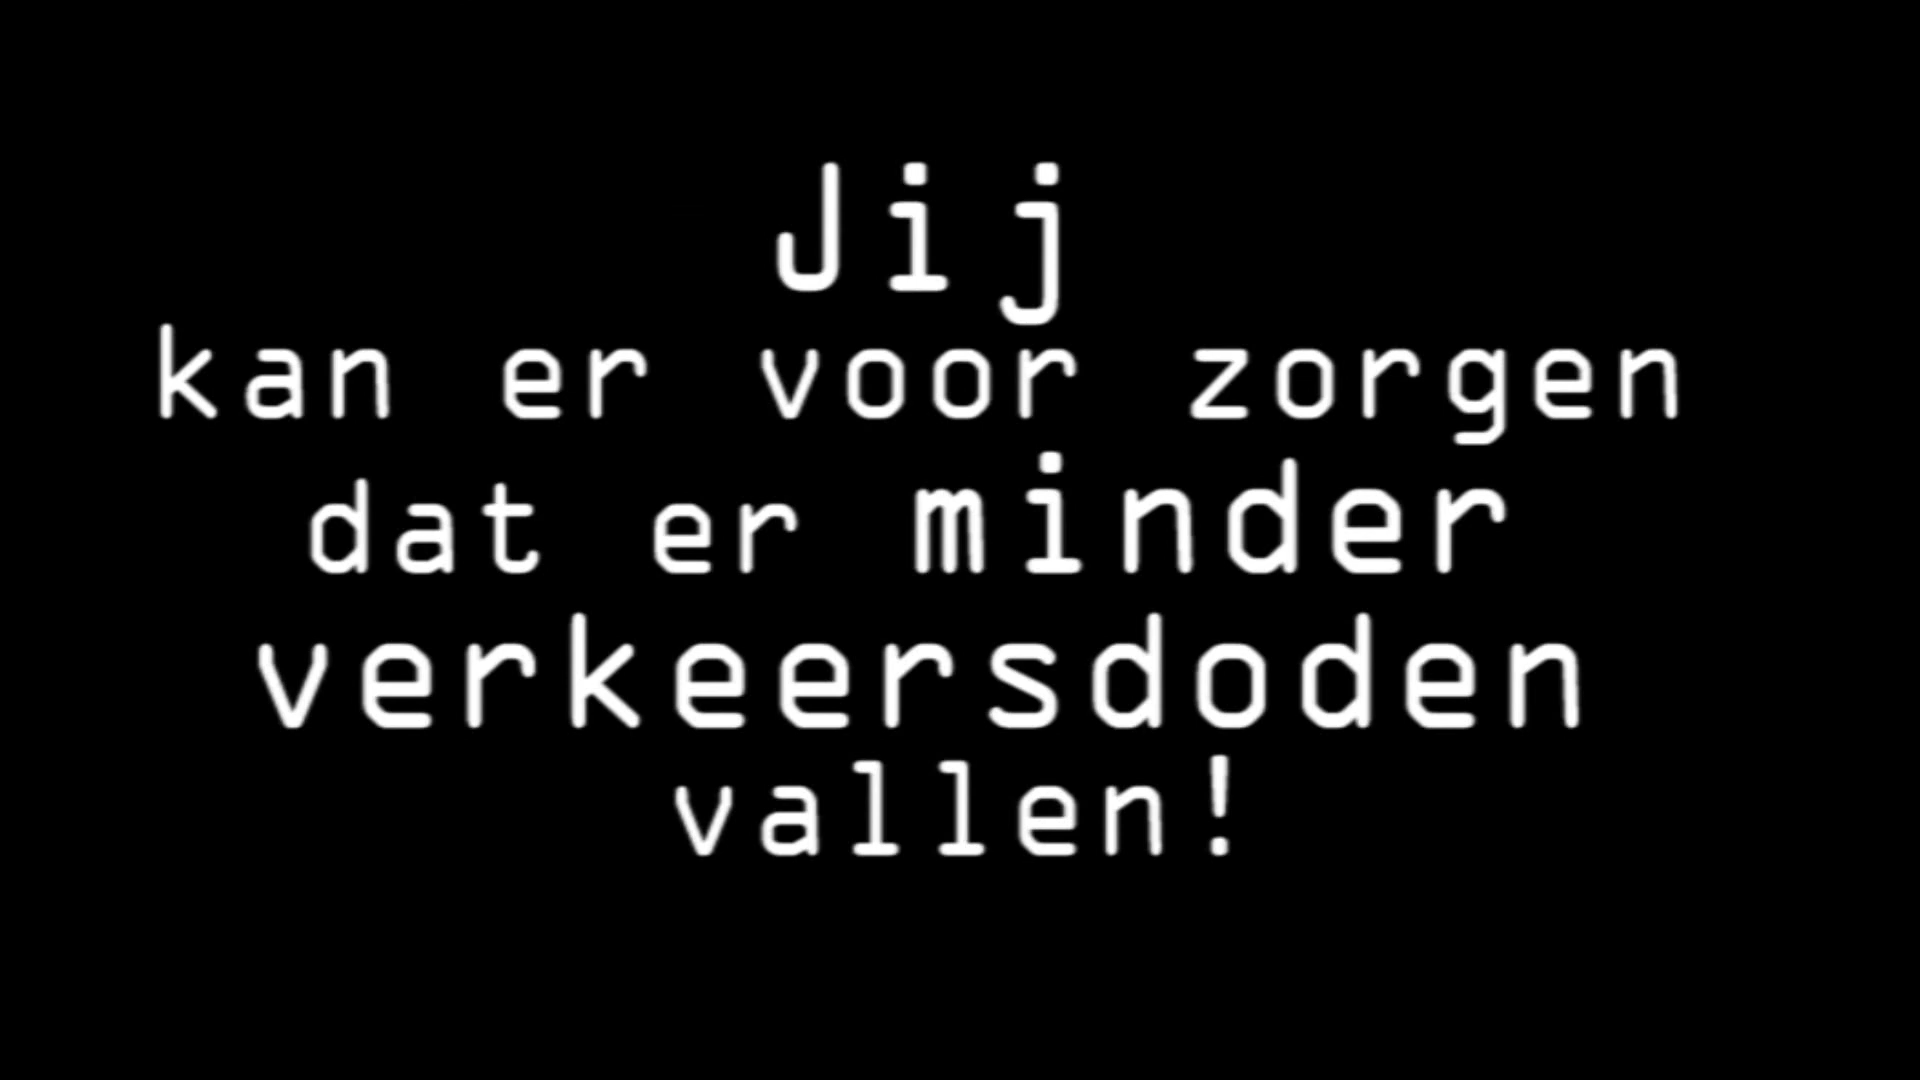 Jij
kan er voor zorgen
dat er minder
verkeersdoden
vallen!